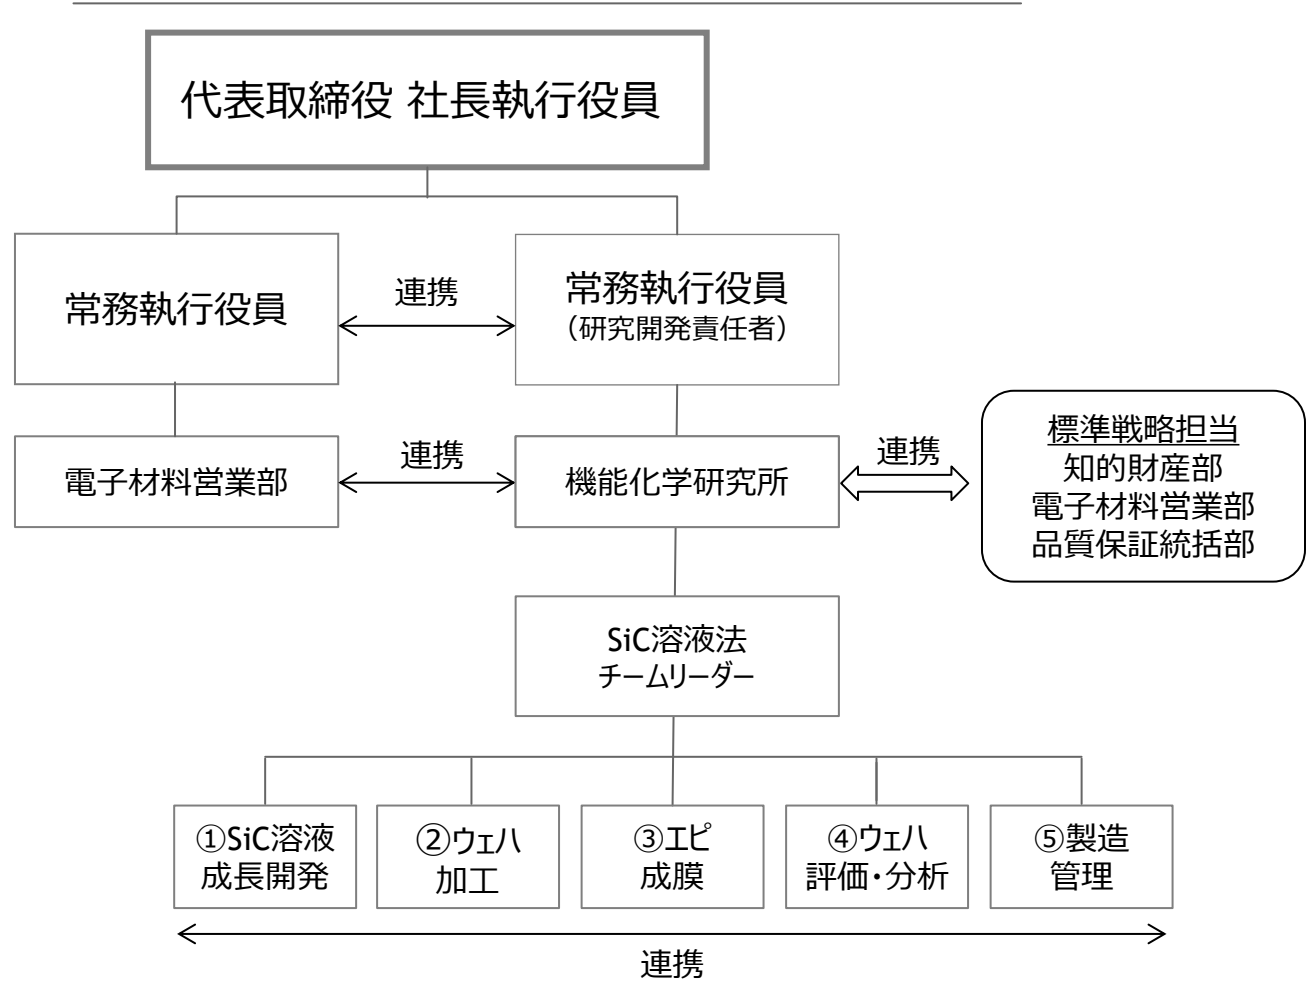 代表取締役 社長執行役員
常務執行役員
連携
常務執行役員
（研究開発責任者）
電子材料営業部
連携
機能化学研究所
連携
標準戦略担当
知的財産部
電子材料営業部
品質保証統括部
SiC溶液法
チームリーダー
①SiC溶液
成長開発
②ウェハ
加工
③エピ
成膜
④ウェハ
評価・分析
⑤製造
管理
連携